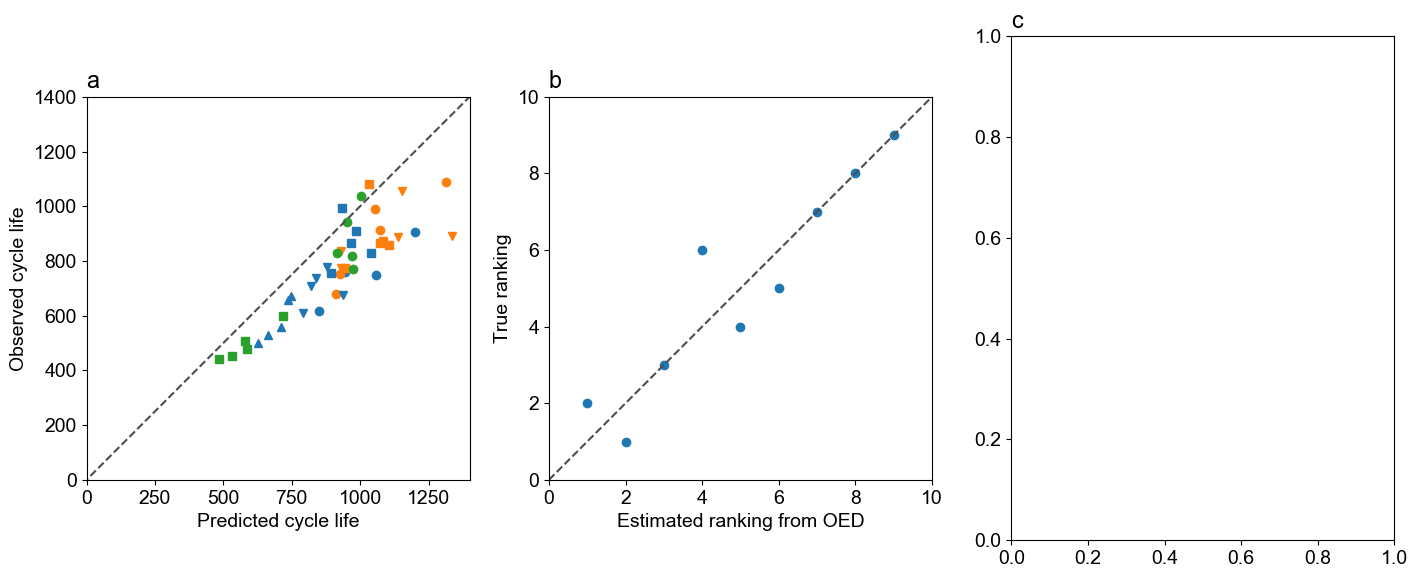 a
1400
1200
1000
800
600
400
200
0
Observed cycle life
0 250 500 750 1000 1250
Predicted cycle life
b
10
8
6
4
2
0
True ranking
0 2 4 6 8 10
Estimated ranking from OED
c
1.0
0.8
0.6
0.4
0.2
0.0
0.0 0.2 0.4 0.6 0.8 1.0